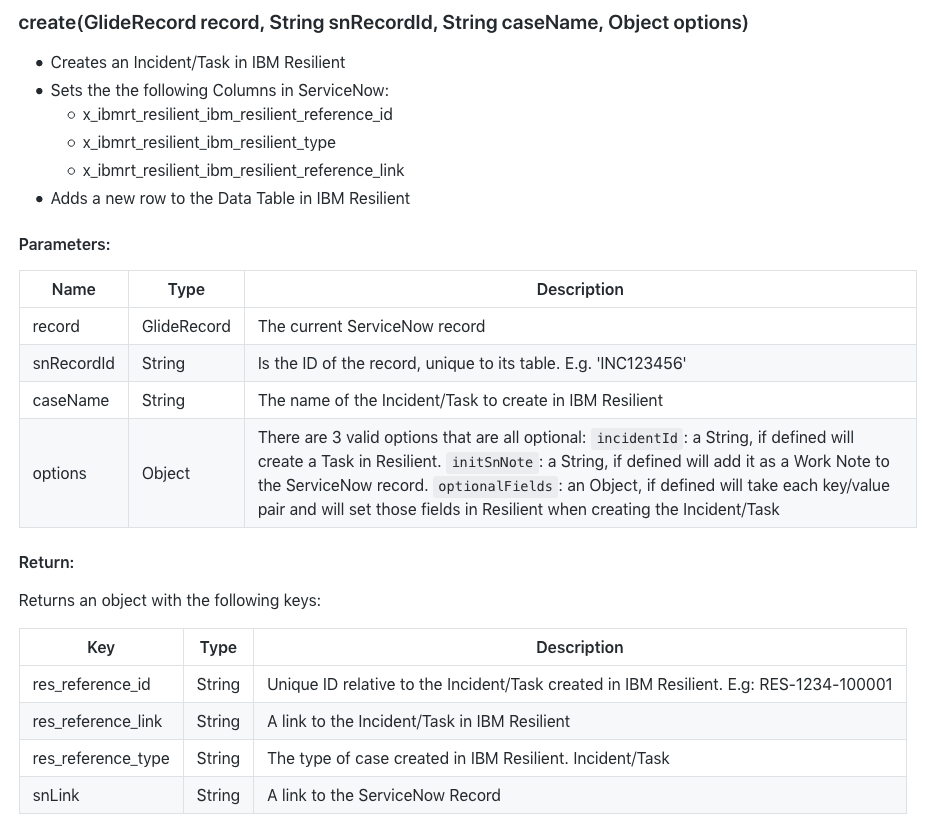 create(GlideRecord record, String snRecordId, String caseName, Object options)
• Creates an Incident/Task in IBM Resilient
• Sets the the following Columns in ServiceNow:
○ x_ibmrt_resilient_ibm_resilient_reference_id
○ x_ibmrt_resilient_ibm_resilient_type
○ x_ibmrt_resilient_ibm_resilient_reference_link
• Adds a new row to the Data Table in IBM Resilient
Parameters:
Name Type Description
record GlideRecord The current ServiceNow record
snRecordId String Is the ID of the record, unique to its table. E.g. 'INC123456'
caseName String The name of the Incident/Task to create in IBM Resilient
options Object There are 3 valid options that are all optional: incidentId : a String, if defined will
create a Task in Resilient. initSnNote : a String, if defined will add it as a Work Note to
the ServiceNow record. optionalFields : an Object, if defined will take each key/value
pair and will set those fields in Resilient when creating the Incident/Task
Return:
Returns an object with the following keys:
Key Type Description
res_reference_id String Unique ID relative to the Incident/Task created in IBM Resilient. E.g: RES-1234-100001
res_reference_link String A link to the Incident/Task in IBM Resilient
res_reference_type String The type of case created in IBM Resilient. Incident/Task
snLink String A link to the ServiceNow Record